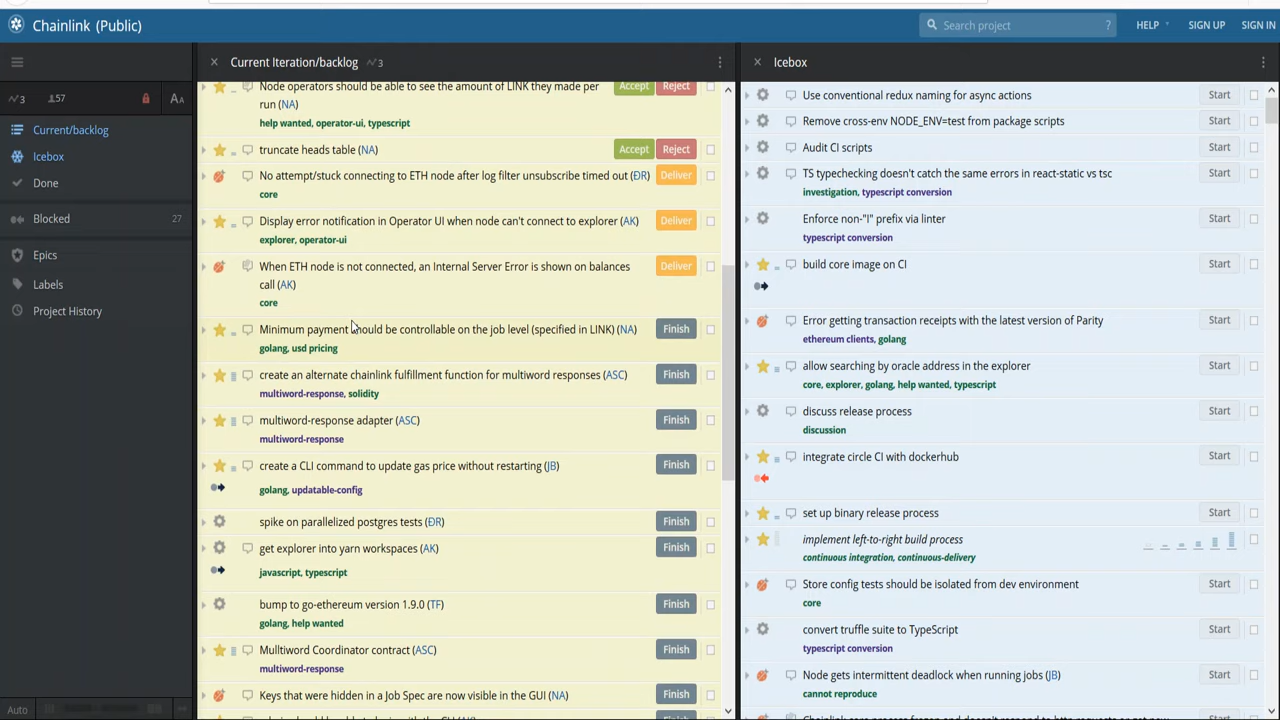 Chainlink (Public)
Search project
?
HELP
SIGN UP
SIGN IN
3
57
AA
Current/backlog
Icebox
Done
Blocked
27
Epics
Labels
Project History
Auto
Current Iteration/backlog
3
Node operators should be able to see the amount of LINK they made per
run (NA)
help wanted, operator-ui, typescript
Accept
Reject
truncate heads table (NA)
Accept
Reject
No attempt/stuck connecting to ETH node after log filter unsubscribe timed out (ÐR)
core
Deliver
Display error notification in Operator UI when node can't connect to explorer (AK)
explorer, operator-ui
Deliver
When ETH node is not connected, an Internal Server Error is shown on balances
call (AK)
core
Deliver
Minimum payment should be controllable on the job level (specified in LINK) (NA)
golang, usd pricing
Finish
create an alternate chainlink fulfillment function for multiword responses (ASC)
multiword-response, solidity
Finish
multiword-response adapter (ASC)
multiword-response
Finish
create a CLI command to update gas price without restarting (JB)
golang, updatable-config
Finish
spike on parallelized postgres tests (ÐR)
Finish
get explorer into yarn workspaces (AK)
javascript, typescript
Finish
bump to go-ethereum version 1.9.0 (TF)
golang, help wanted
Finish
Mulltiword Coordinator contract (ASC)
multiword-response
Finish
Keys that were hidden in a Job Spec are now visible in the GUI (NA)
Finish
Icebox
Use conventional redux naming for async actions
Start
Remove cross-env NODE_ENV=test from package scripts
Start
Audit CI scripts
Start
TS typechecking doesn't catch the same errors in react-static vs tsc
investigation, typescript conversion
Start
Enforce non-"I" prefix via linter
typescript conversion
Start
build core image on CI
Start
Error getting transaction receipts with the latest version of Parity
ethereum clients, golang
Start
allow searching by oracle address in the explorer
core, explorer, golang, help wanted, typescript
Start
discuss release process
discussion
Start
integrate circle CI with dockerhub
Start
set up binary release process
Start
implement left-to-right build process
continuous integration, continuous-delivery
Store config tests should be isolated from dev environment
core
Start
convert truffle suite to TypeScript
typescript conversion
Start
Node gets intermittent deadlock when running jobs (JB)
cannot reproduce
Start